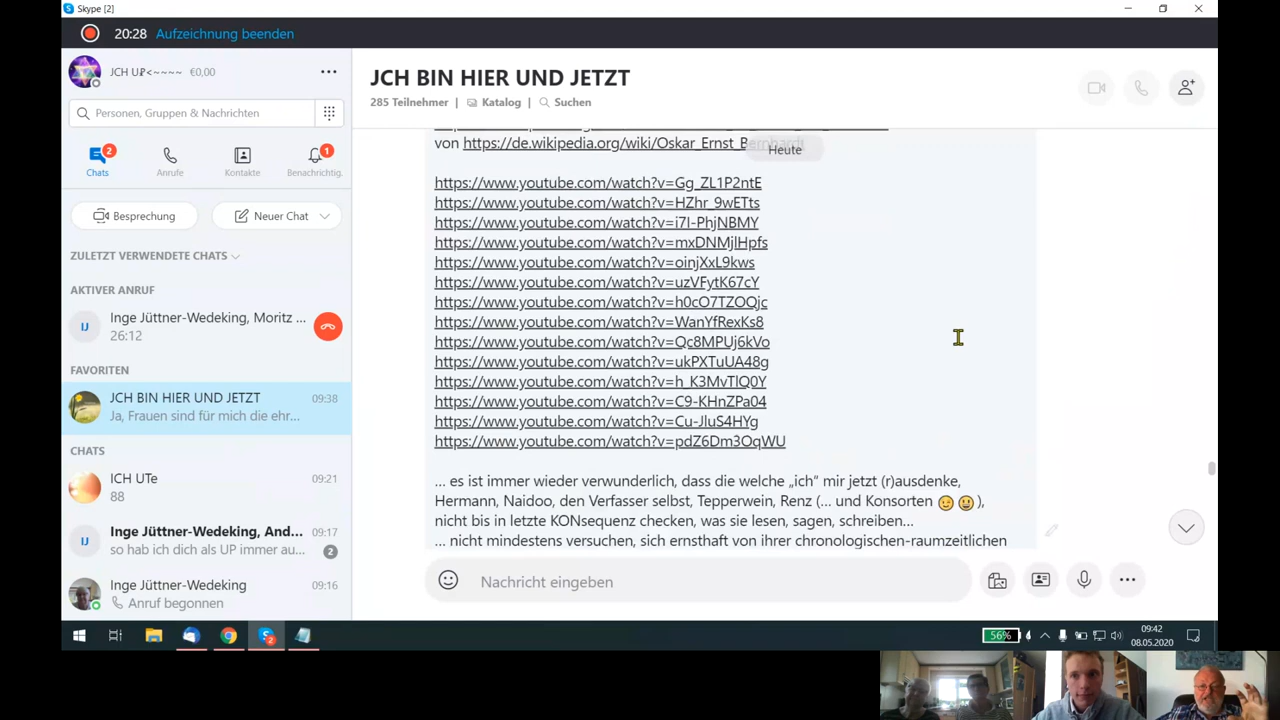 Skype [2]
20:28 Aufzeichnung beenden
€0,00
Personen, Gruppen & Nachrichten
2
1
Chats
Anrufe
Kontakte
Benachrichtig.
Besprechung
Neuer Chat
ZULETZT VERWENDETE CHATS
AKTIVER ANRUF
IJ
Inge Jüttner-Wedeking, Moritz ...
26:12
FAVORITEN
JCH BIN HIER UND JETZT 09:38
Ja, Frauen sind für mich die ehr...
CHATS
ICH UTe 09:21
88
IJ
Inge Jüttner-Wedeking, And... 09:17
so hab ich dich als UP immer au... 2
Inge Jüttner-Wedeking 09:16
Anruf begonnen
JCH BIN HIER UND JETZT
285 Teilnehmer | Katalog | Suchen
von https://de.wikipedia.org/wiki/Oskar_Ernst_Bernhardt
Heute
https://www.youtube.com/watch?v=Gg_ZL1P2ntE
https://www.youtube.com/watch?v=HZhr_9wETts
https://www.youtube.com/watch?v=i7I-PhjNBMY
https://www.youtube.com/watch?v=mxDNMjlHpfs
https://www.youtube.com/watch?v=oinjXxL9kws
https://www.youtube.com/watch?v=uzVFytK67cY
https://www.youtube.com/watch?v=h0cO7TZOQjc
https://www.youtube.com/watch?v=WanYfRexKs8
https://www.youtube.com/watch?v=Qc8MPUj6kVo
https://www.youtube.com/watch?v=ukPXTuUA48g
https://www.youtube.com/watch?v=h_K3MvTlQ0Y
https://www.youtube.com/watch?v=C9-KHnZPa04
https://www.youtube.com/watch?v=Cu-JluS4HYg
https://www.youtube.com/watch?v=pdZ6Dm3OqWU
... es ist immer wieder verwunderlich, dass die welche „ich” mir jetzt (r)ausdenke,
Hermann, Naidoo, den Verfasser selbst, Tepperwein, Renz (... und Konsorten 😉 😃 ),
nicht bis in letzte KONsequenz checken, was sie lesen, sagen, schreiben...
... nicht mindestens versuchen, sich ernsthaft von ihrer chronologischen-raumzeitlichen
Nachricht eingeben
2
56%
09:42
08.05.2020